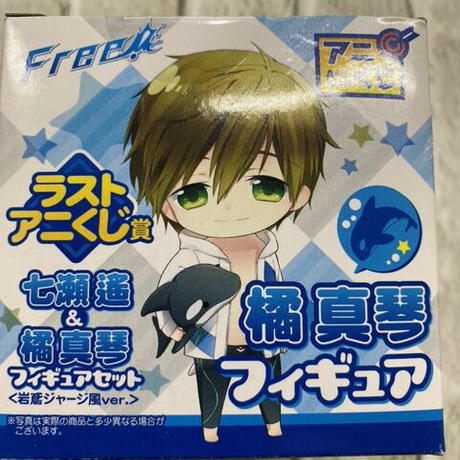 Free!
アニくじ
ラスト
アニくじ賞
七瀬遙
&
橘真琴
フィギュアセット
<岩鳶ジャージ風ver.>
※写真は実際の商品と多少異なる場合が
ございます。
橘 真琴
フィギュア